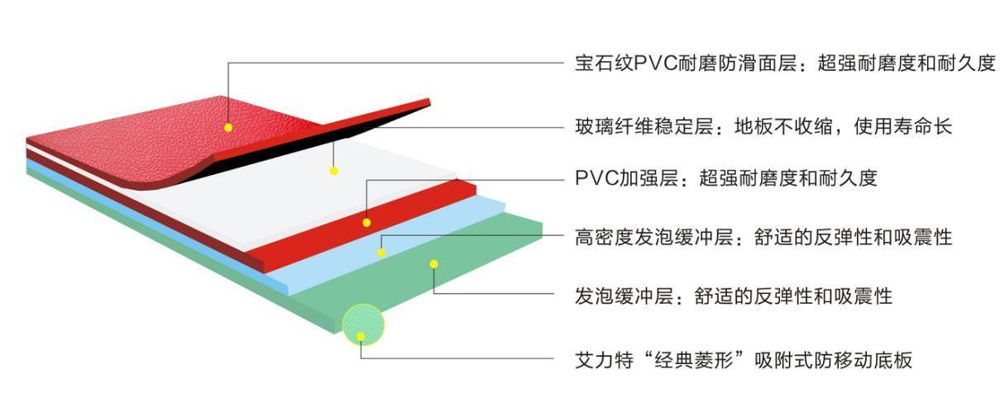 宝石纹PVC耐磨防滑面层：超强耐磨度和耐久度
玻璃纤维稳定层：地板不收缩，使用寿命长
PVC加强层：超强耐磨度和耐久度
高密度发泡缓冲层：舒适的反弹性和吸震性
发泡缓冲层：舒适的反弹性和吸震性
艾力特“经典菱形”吸附式防移动底板